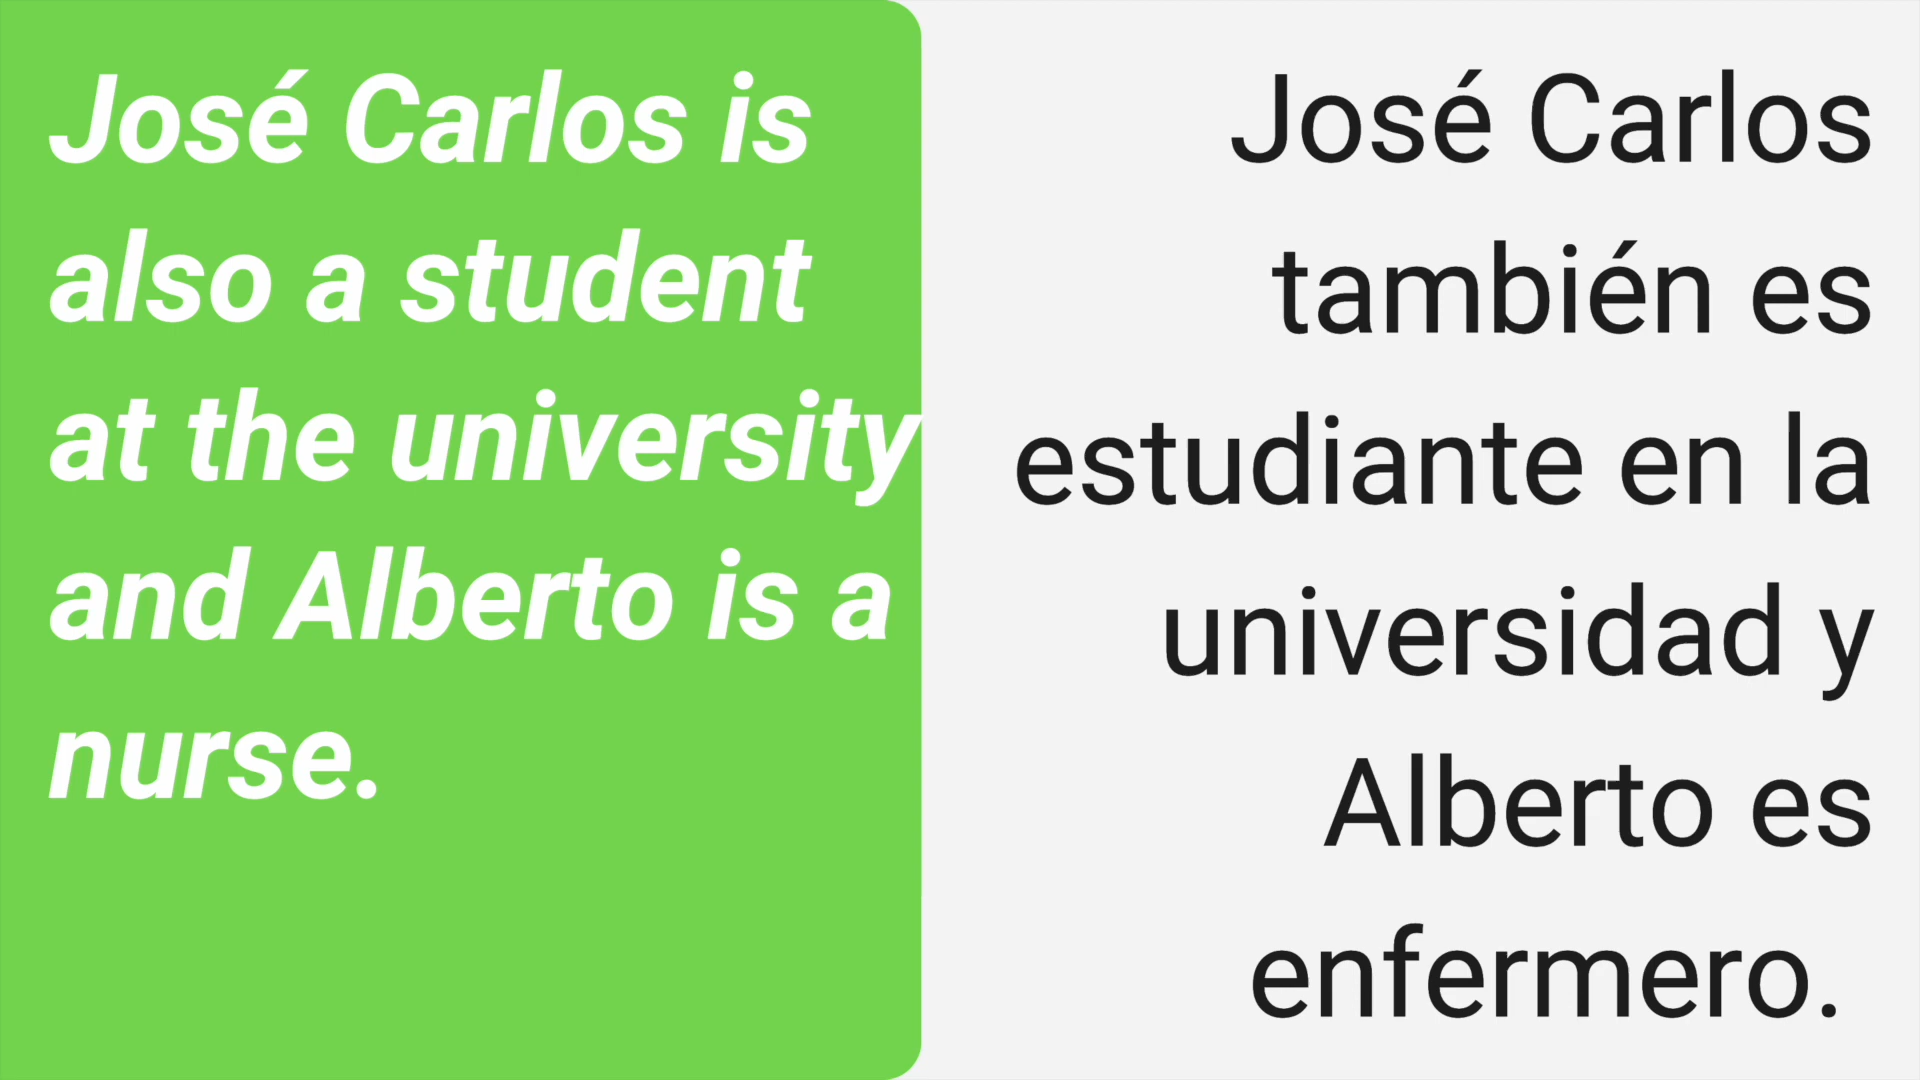 José Carlos is
also a student
at the university
and Alberto is a
nurse.
José Carlos
también es
estudiante en la
universidad y
Alberto es
enfermero.